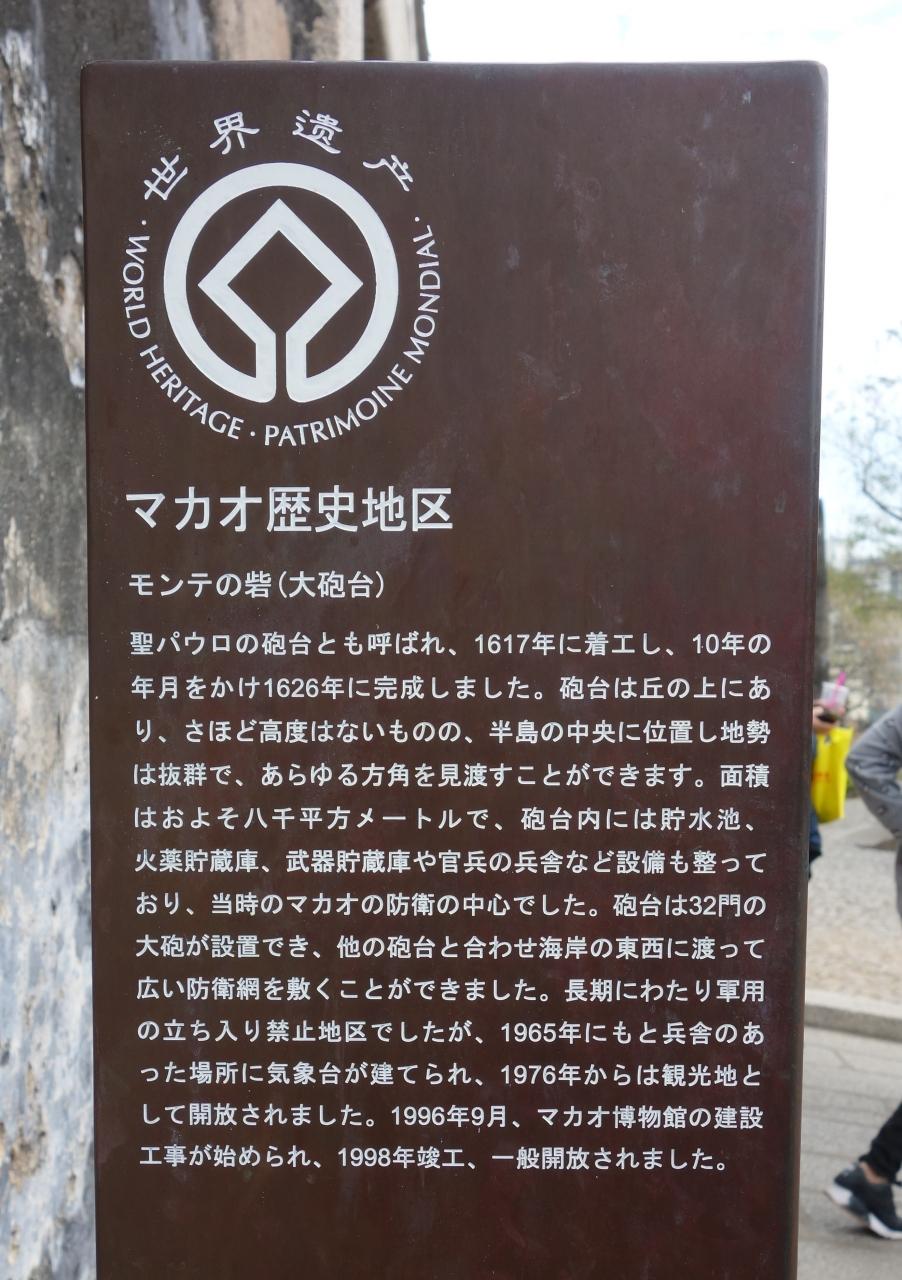 世界遗产
· WORLD HERITAGE · PATRIMOINE MONDIAL ·
マカオ歴史地区
モンテの砦（大砲台）
聖パウロの砲台とも呼ばれ、1617年に着工し、10年の
年月をかけ1626年に完成しました。砲台は丘の上にあ
り、さほど高度はないものの、半島の中央に位置し地勢
は抜群で、あらゆる方角を見渡すことができます。面積
はおよそ八千平方メートルで、砲台内には貯水池、
火薬貯蔵庫、武器貯蔵庫や官兵の兵舎など設備も整って
おり、当時のマカオの防衛の中心でした。砲台は32門の
大砲が設置でき、他の砲台と合わせ海岸の東西に渡って
広い防衛網を敷くことができました。長期にわたり軍用
の立ち入り禁止地区でしたが、1965年にもと兵舎のあ
った場所に気象台が建てられ、1976年からは観光地と
して開放されました。1996年9月、マカオ博物館の建設
工事が始められ、1998年竣工、一般開放されました。